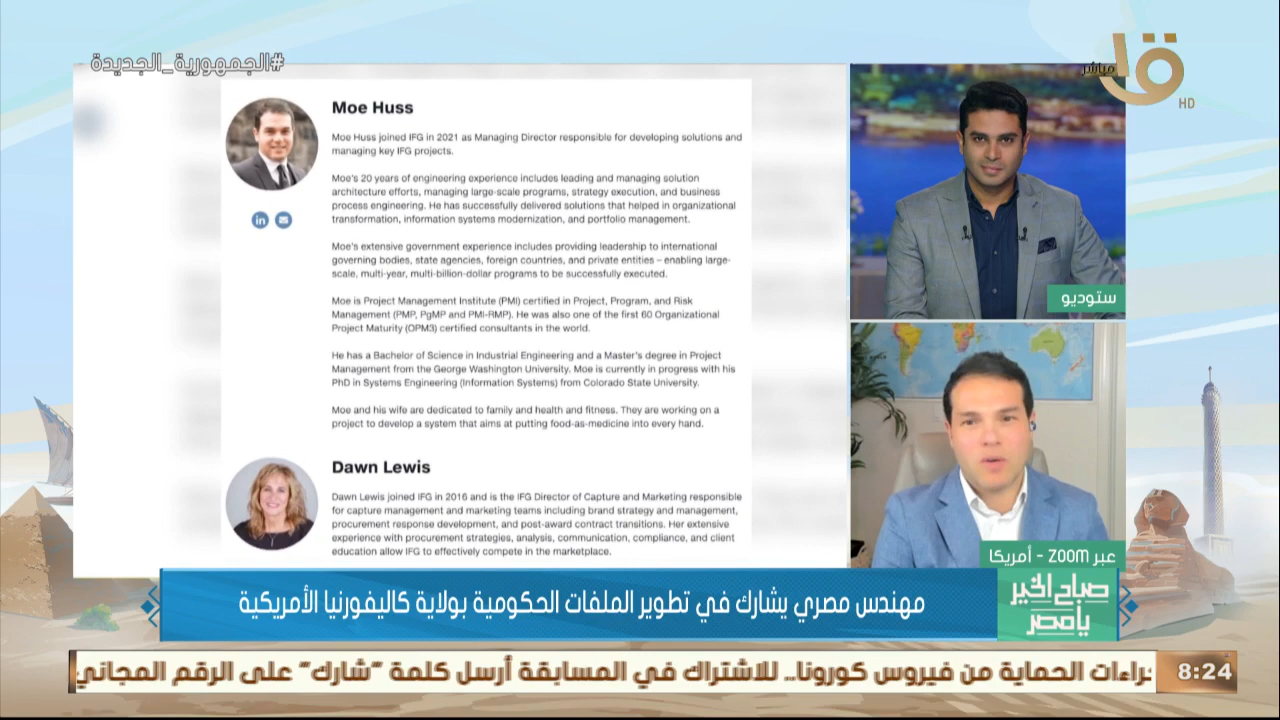 #الجمهورية_الجديدة
مباشر
HD
Moe Huss
Moe Huss joined IFG in 2021 as Managing Director responsible for developing solutions and
managing key IFG projects.
Moe's 20 years of engineering experience includes leading and managing solution
architecture efforts, managing large-scale programs, strategy execution, and business
process engineering. He has successfully delivered solutions that helped in organizational
transformation, information systems modernization, and portfolio management.
Moe's extensive government experience includes providing leadership to international
governing bodies, state agencies, foreign countries, and private entities – enabling large-
scale, multi-year, multi-billion-dollar programs to be successfully executed.
Moe is Project Management Institute (PMI) certified in Project, Program, and Risk
Management (PMP, PgMP and PMI-RMP). He was also one of the first 60 Organizational
Project Maturity (OPM3) certified consultants in the world.
He has a Bachelor of Science in Industrial Engineering and a Master's degree in Project
Management from the George Washington University. Moe is currently in progress with his
PhD in Systems Engineering (Information Systems) from Colorado State University.
Moe and his wife are dedicated to family and health and fitness. They are working on a
project to develop a system that aims at putting food-as-medicine into every hand.
in
Dawn Lewis
Dawn Lewis joined IFG in 2016 and is the IFG Director of Capture and Marketing responsible
for capture management and marketing teams including brand strategy and management,
procurement response development, and post-award contract transitions. Her extensive
experience with procurement strategies, analysis, communication, compliance, and client
education allow IFG to effectively compete in the marketplace.
ستوديو
عبر ZOOM - أمريكا
صباح الخير
يا مصر
مهندس مصري يشارك في تطوير الملفات الحكومية بولاية كاليفورنيا الأمريكية
8:24
راءات الحماية من فيروس كورونا.. للاشتراك في المسابقة أرسل كلمة "شارك" على الرقم المجاني